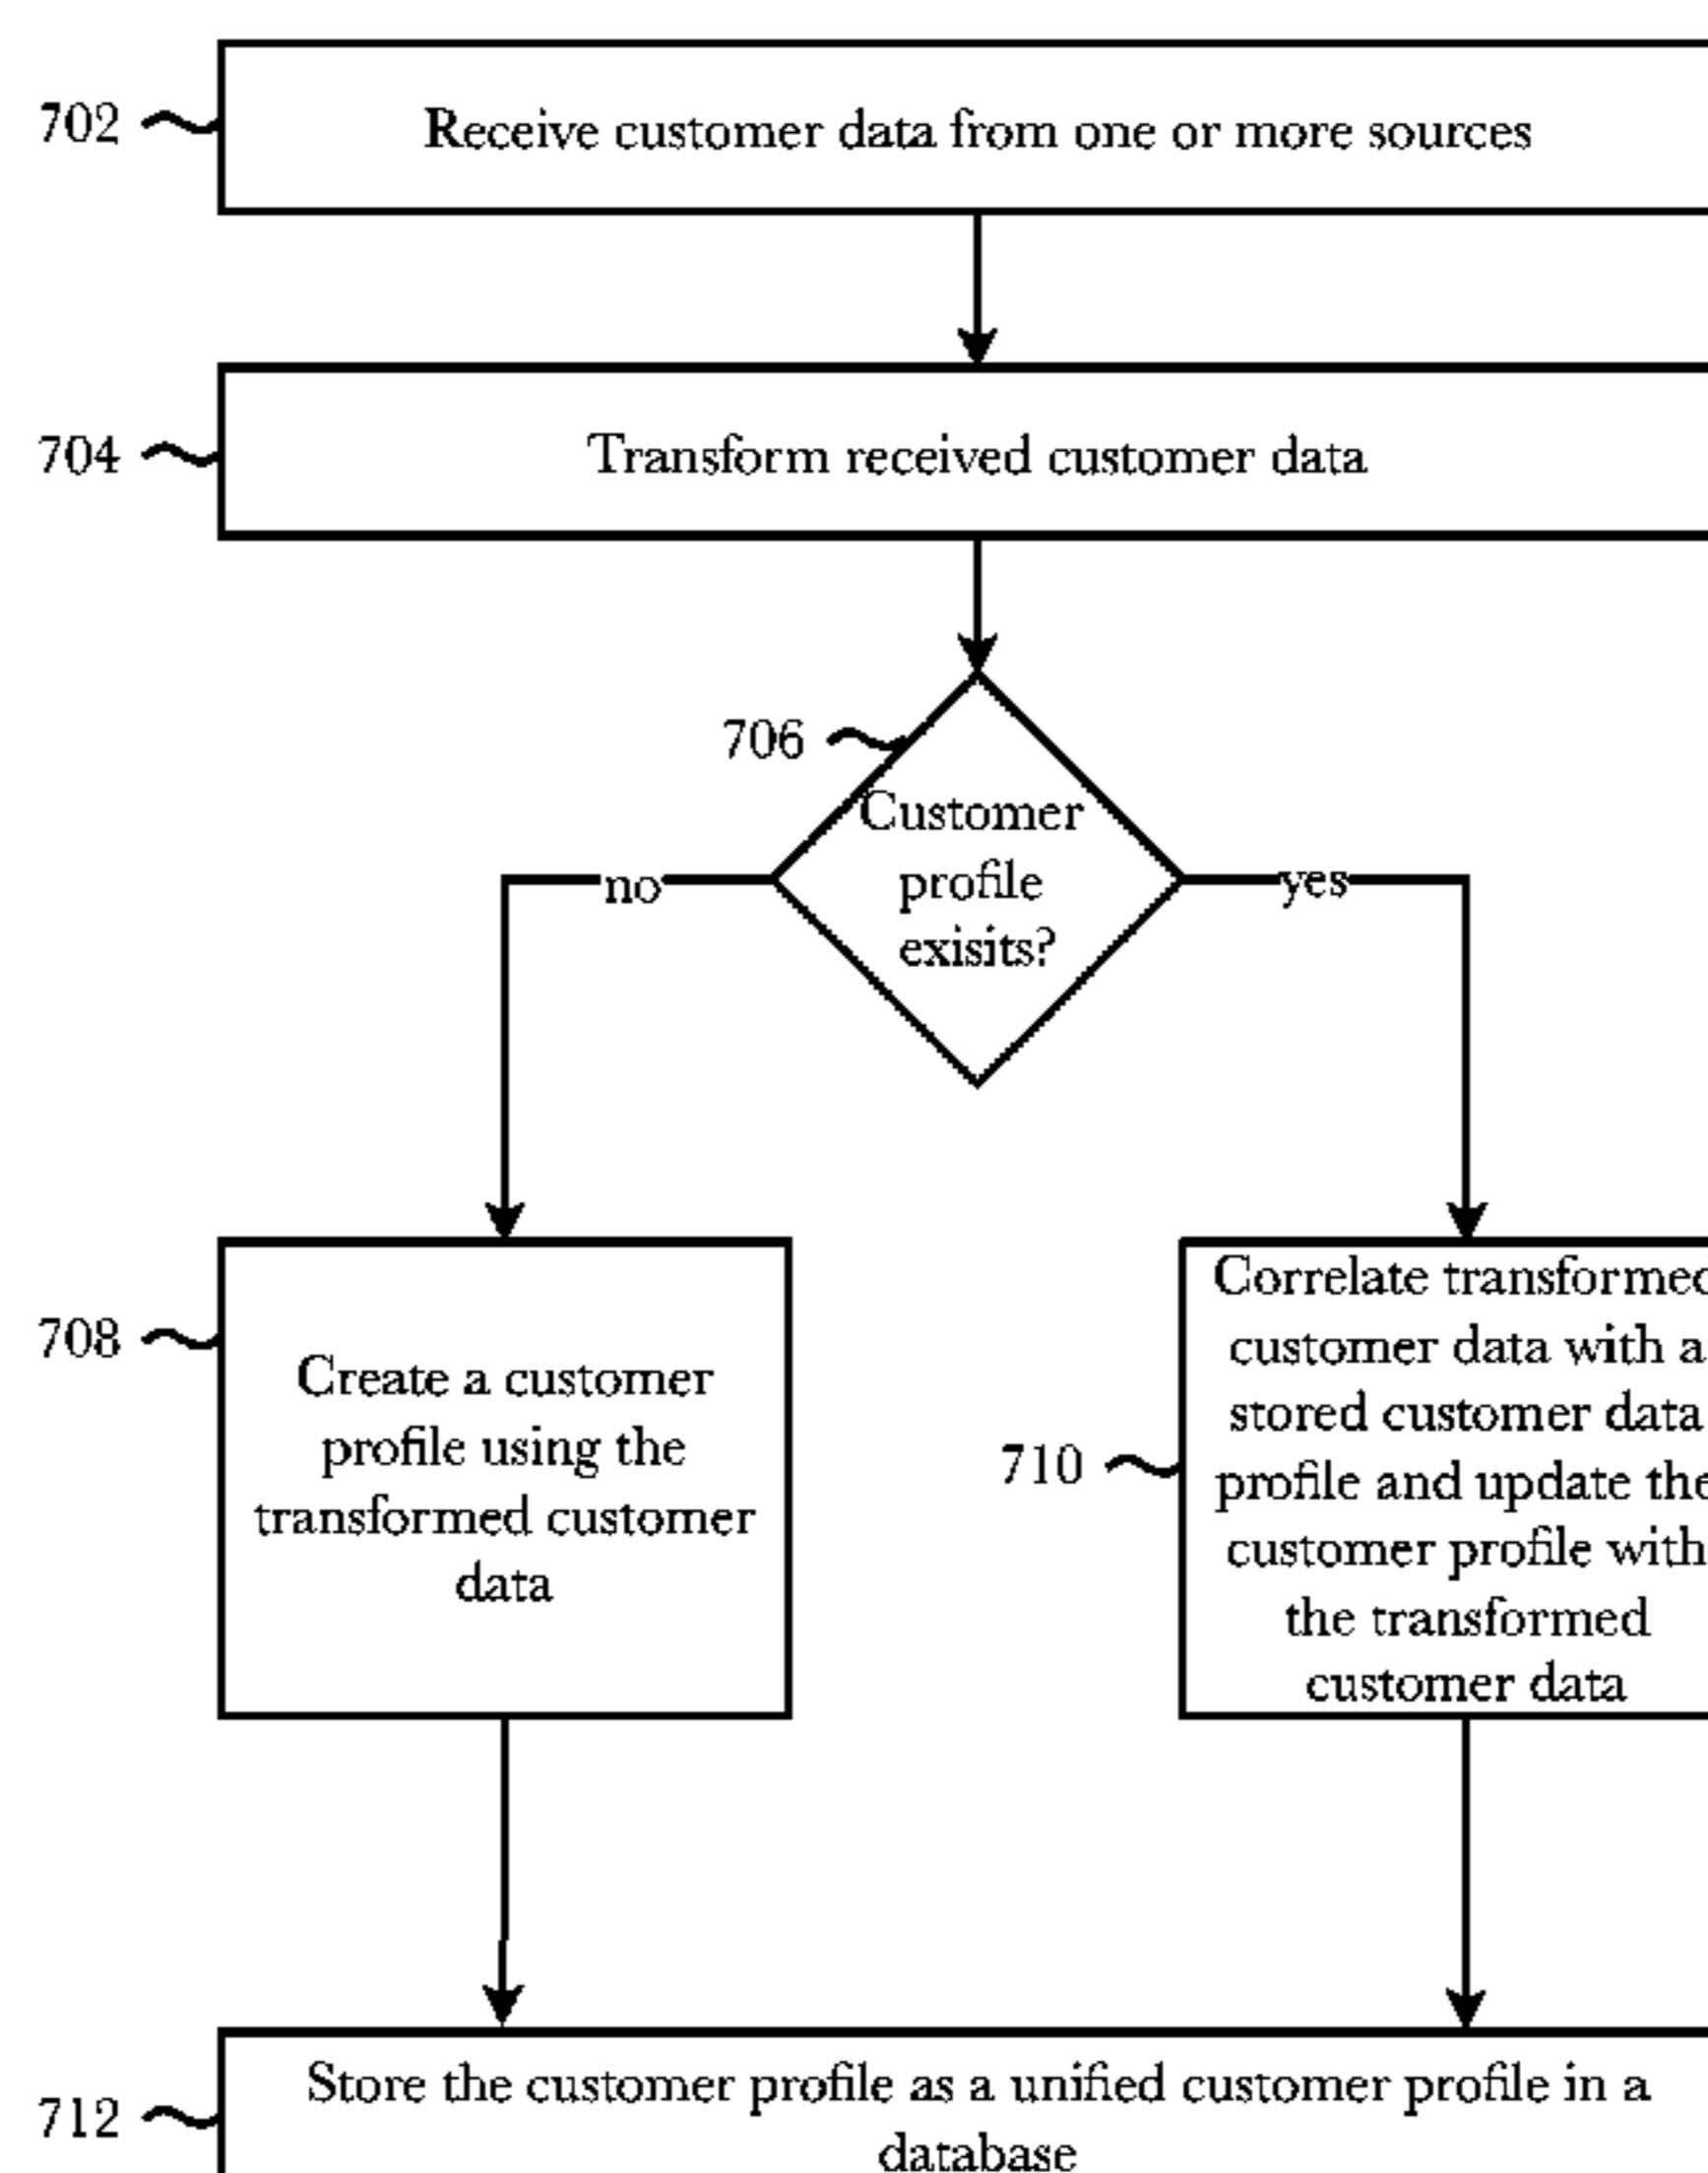 702
Receive customer data from one or more sources
704
Transform received customer data
706
Customer
profile
exisits?
no
yes
708
Create a customer
profile using the
transformed customer
data
710
Correlate transformed
customer data with a
stored customer data
profile and update the
customer profile with
the transformed
customer data
712
Store the customer profile as a unified customer profile in a
database